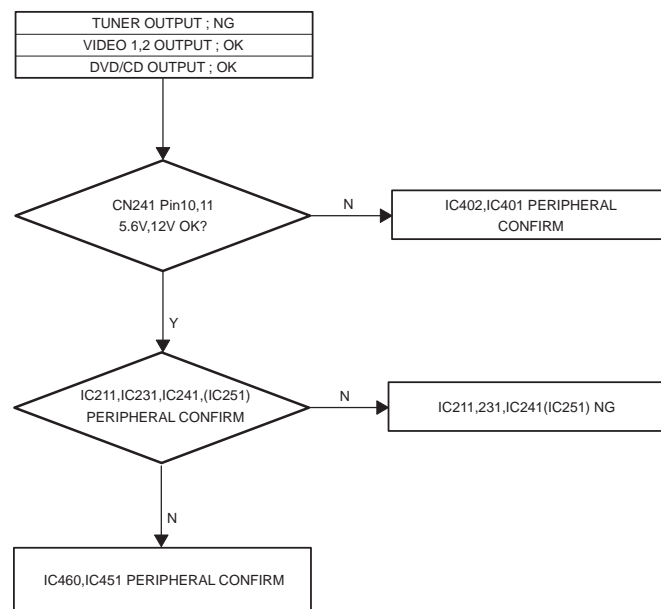 TUNER OUTPUT ; NG
VIDEO 1,2 OUTPUT ; OK
DVD/CD OUTPUT ; OK
CN241 Pin10,11
5.6V,12V OK?
N
IC402,IC401 PERIPHERAL
CONFIRM
Y
IC211,IC231,IC241,(IC251)
PERIPHERAL CONFIRM
N
IC211,231,IC241(IC251) NG
N
IC460,IC451 PERIPHERAL CONFIRM